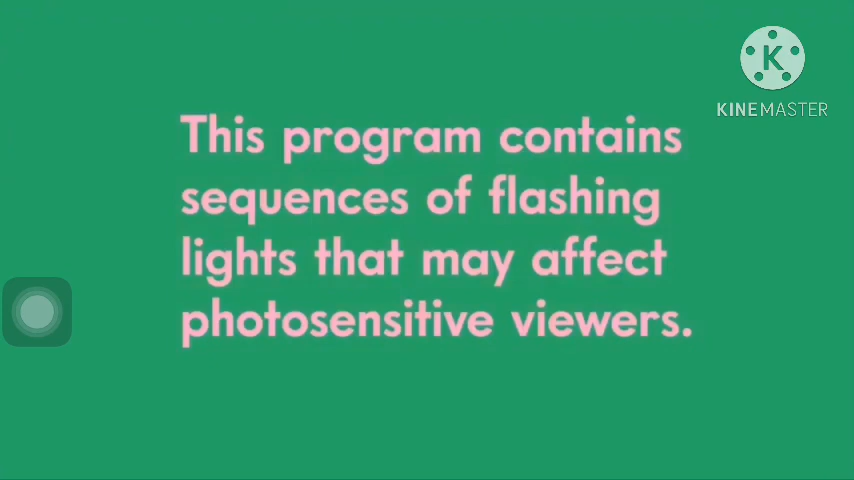 K
KINEMASTER
This program contains
sequences of flashing
lights that may affect
photosensitive viewers.